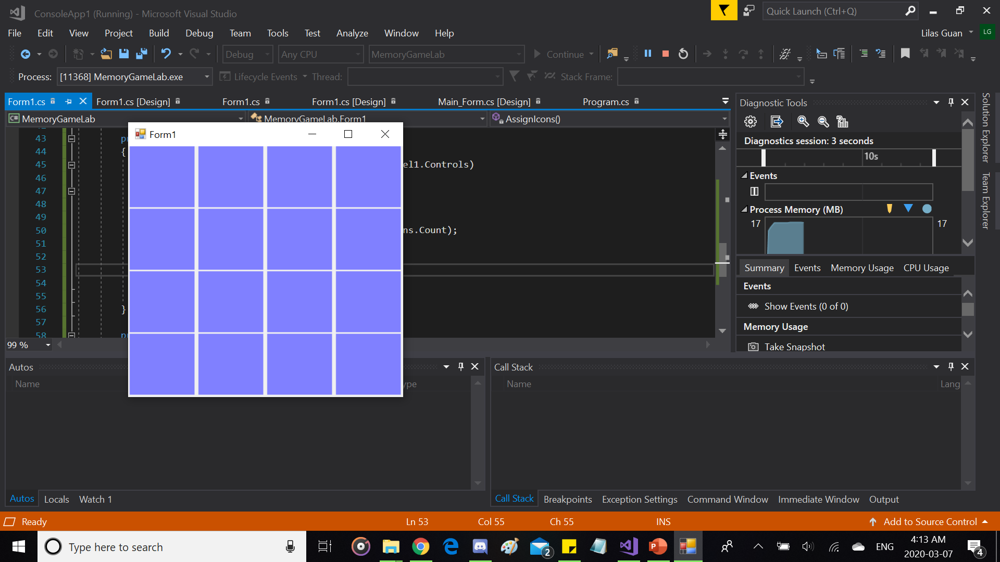 ConsoleApp1 (Running) - Microsoft Visual Studio
Quick Launch (Ctrl+Q)
File Edit View Project Build Debug Team Tools Test Analyze Window Help
Lilas Guan LG
Debug Any CPU MemoryGameLab Continue
Process: [11368] MemoryGameLab.exe Lifecycle Events Thread: Stack Frame:
Form1.cs Form1.cs [Design] Form1.cs Form1.cs [Design] Main_Form.cs [Design] Program.cs
C# MemoryGameLab MemoryGameLab.Form1 AssignIcons()
Form1
43 pr
44 {
45 el1.Controls)
46
47
48
49
50 ns.Count);
51
52
53
54
55
56 }
57
58
99 %
Diagnostic Tools
Diagnostics session: 3 seconds
10s
Events
Process Memory (MB)
17 17
Summary Events Memory Usage CPU Usage
Events
Show Events (0 of 0)
Memory Usage
Take Snapshot
Solution Explorer
Team Explorer
Autos
Name ype
Autos Locals Watch 1
Call Stack
Name Lang
Call Stack Breakpoints Exception Settings Command Window Immediate Window Output
Ready Ln 53 Col 55 Ch 55 INS Add to Source Control
Type here to search
2
ENG
4:13 AM
2020-03-07
4